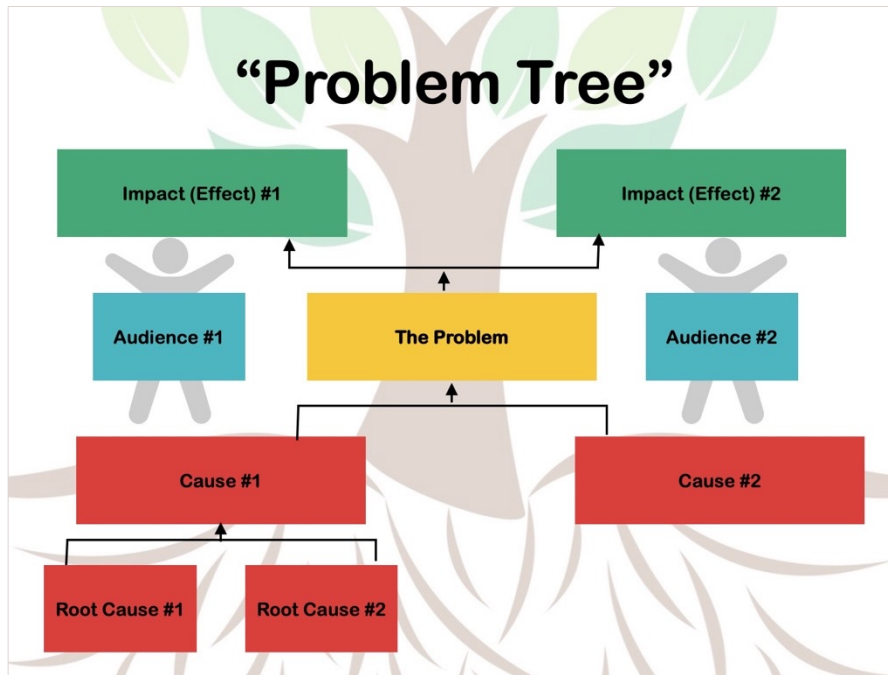 “Problem Tree”
Impact (Effect) #1
Impact (Effect) #2
Audience #1
The Problem
Audience #2
Cause #1
Cause #2
Root Cause #1
Root Cause #2